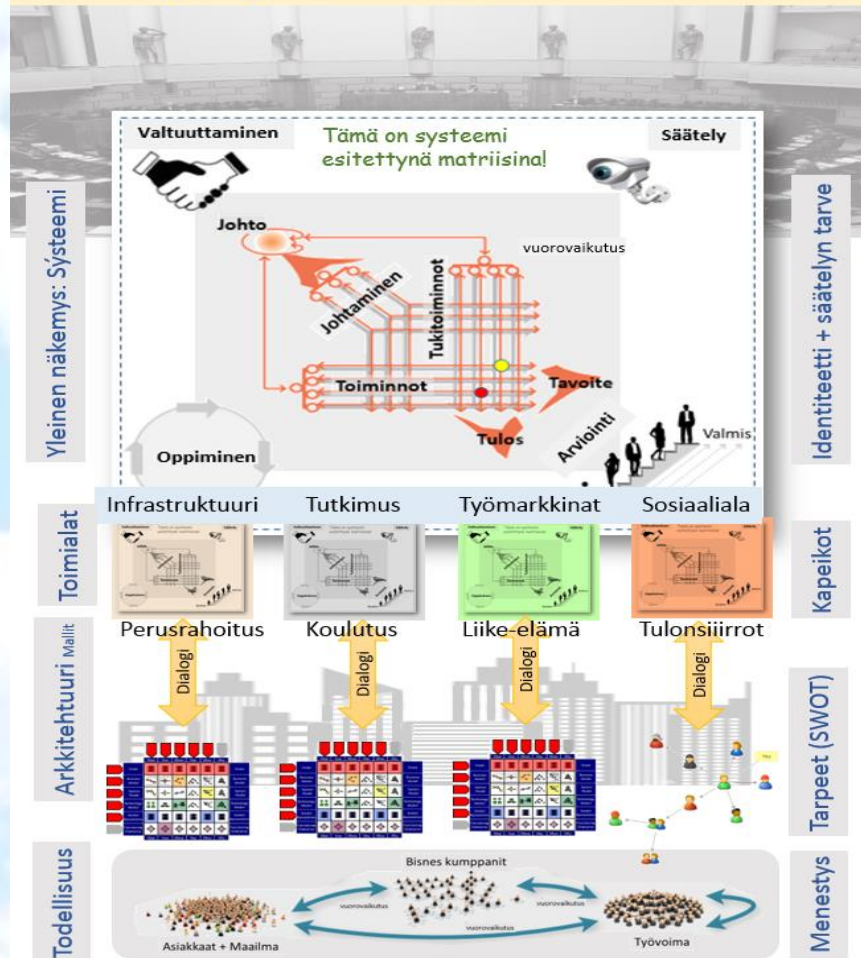 Valtuuttaminen
Tämä on systeemi
esitettynä matriisina!
Säätely
Yleinen näkemys: Systeemi
Identiteetti + säätelyn tarve
Johto
vuorovaikutus
Johtaminen
Tukitoiminnot
Toiminnot
Tavoite
Tulos
Arviointi
Valmis
Oppiminen
Infrastruktuuri
Tutkimus
Työmarkkinat
Sosiaaliala
Toimialat
Kapeikot
Perusrahoitus
Koulutus
Liike-elämä
Tulonsiirrot
Dialogi
Dialogi
Dialogi
Dialogi
Arkkitehtuuri Mallit
Tarpeet (SWOT)
Todellisuus
Menestys
Bisnes kumppanit
vuorovaikutus
vuorovaikutus
vuorovaikutus
Asiakkaat + Maailma
Työvoima